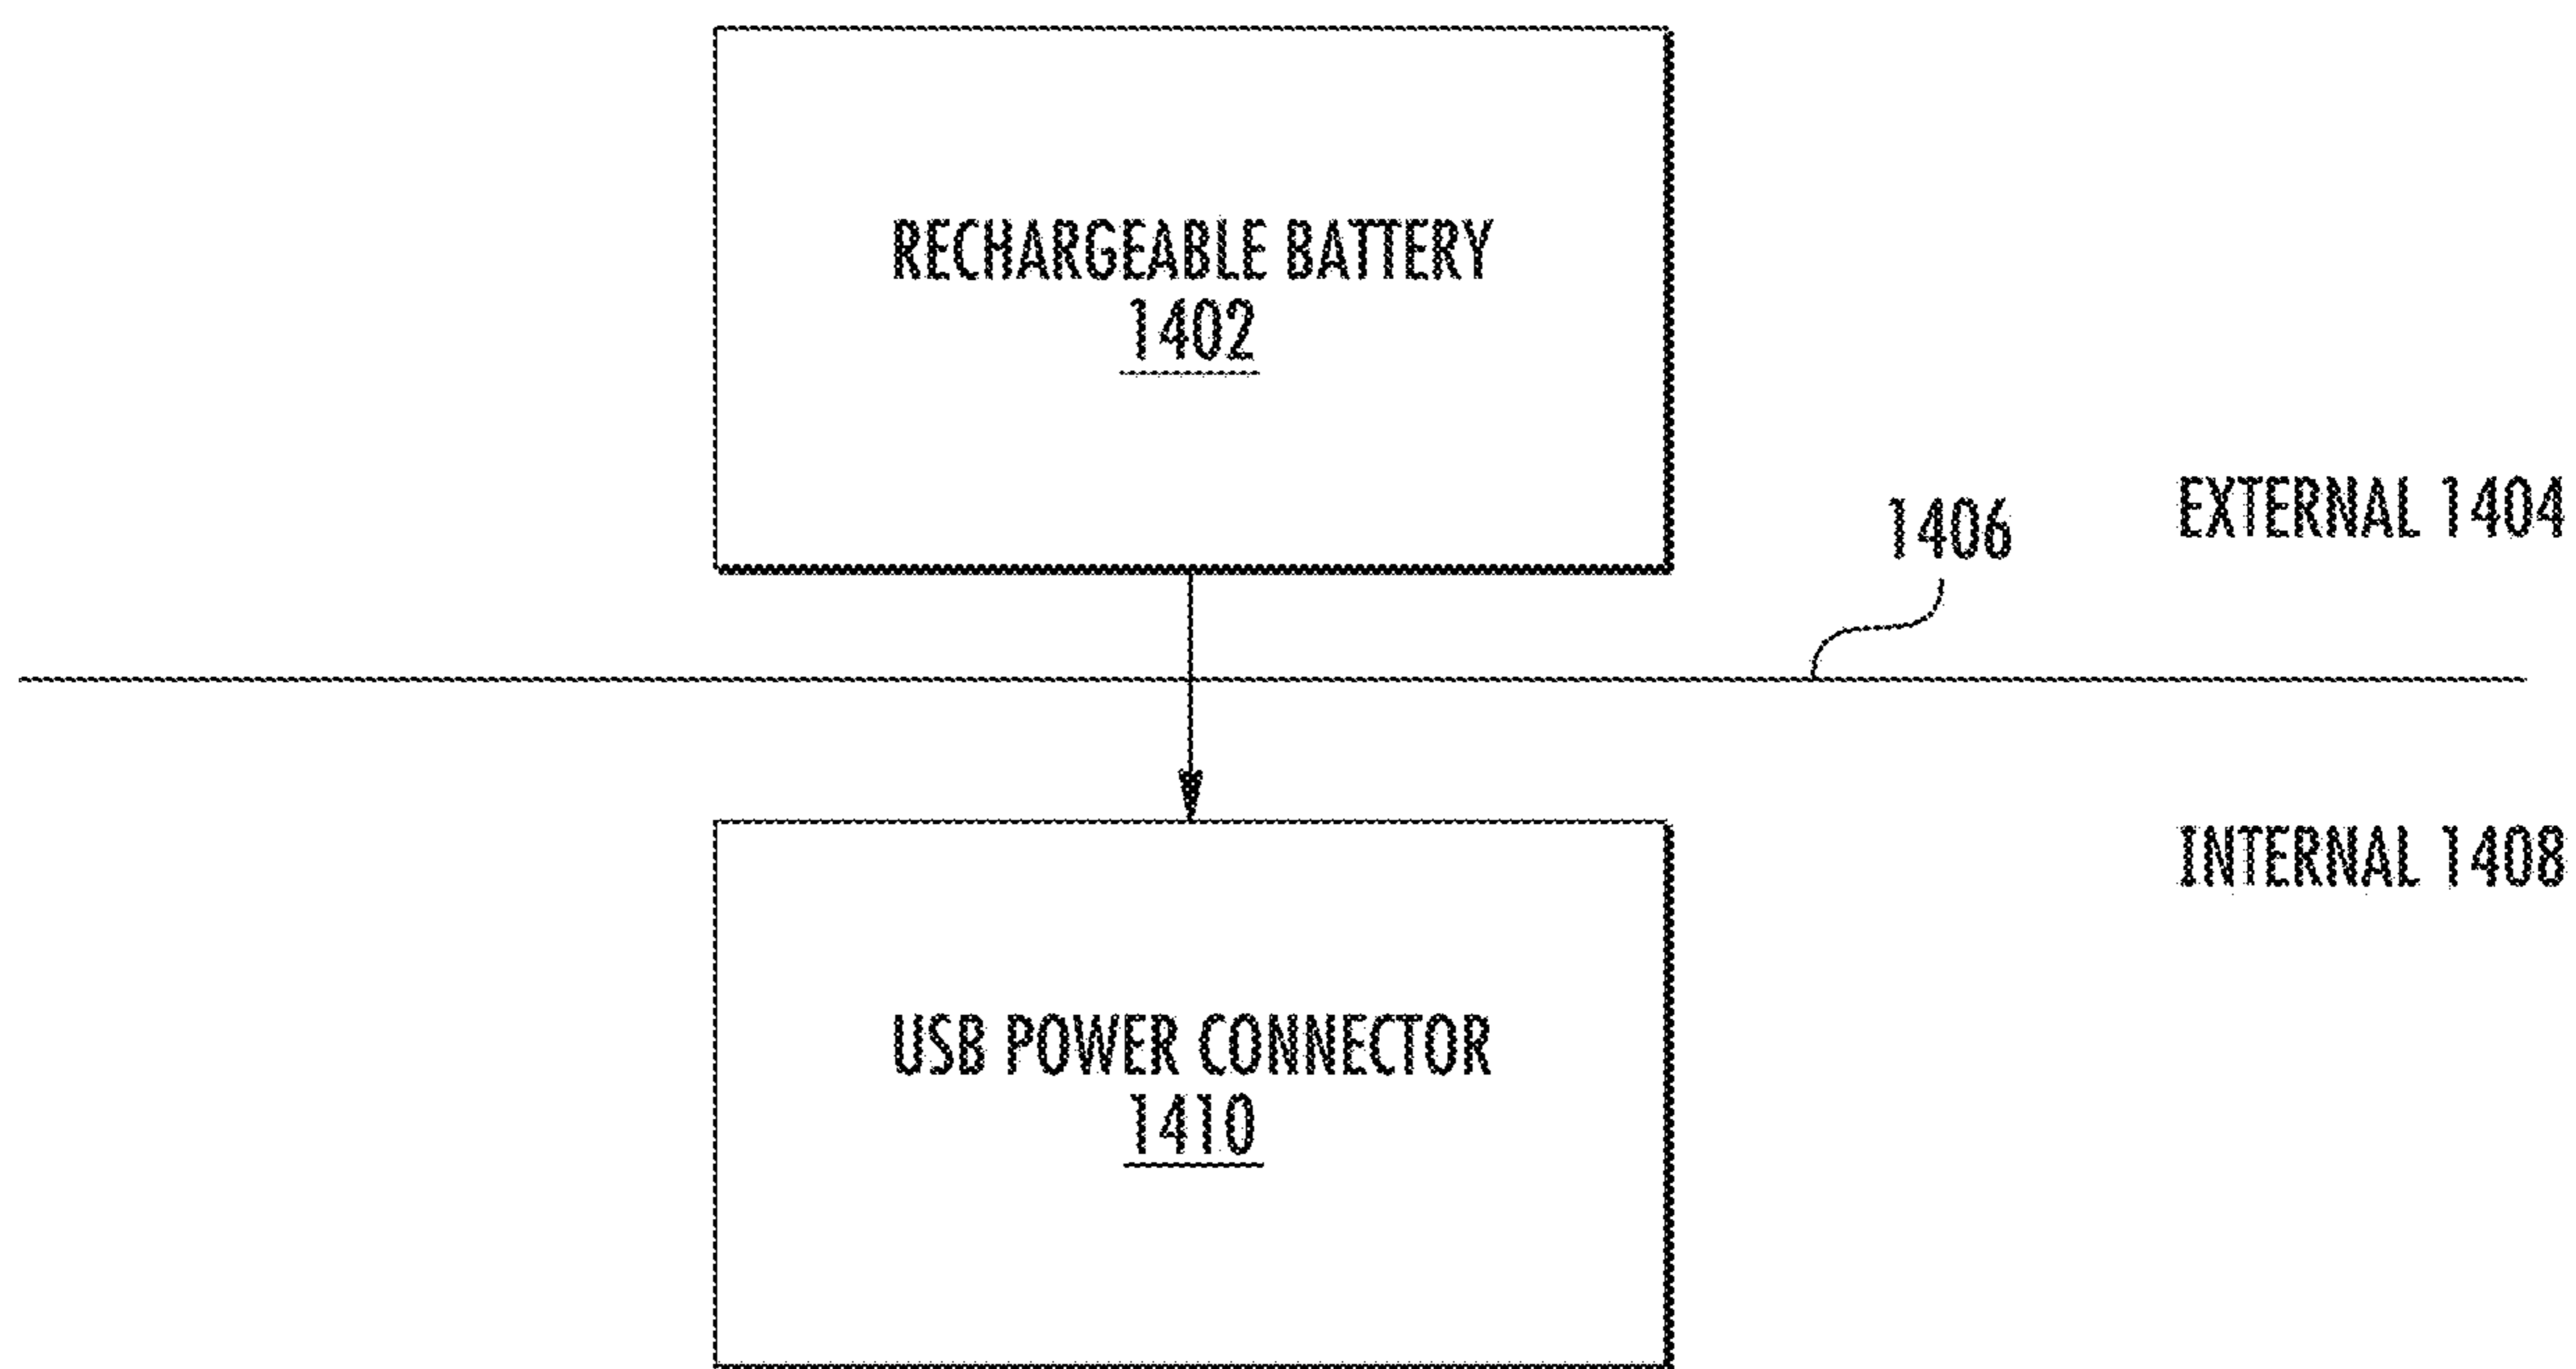 RECHARGEABLE BATTERY
1402
EXTERNAL 1404
1406
INTERNAL 1408
USB POWER CONNECTOR
1410